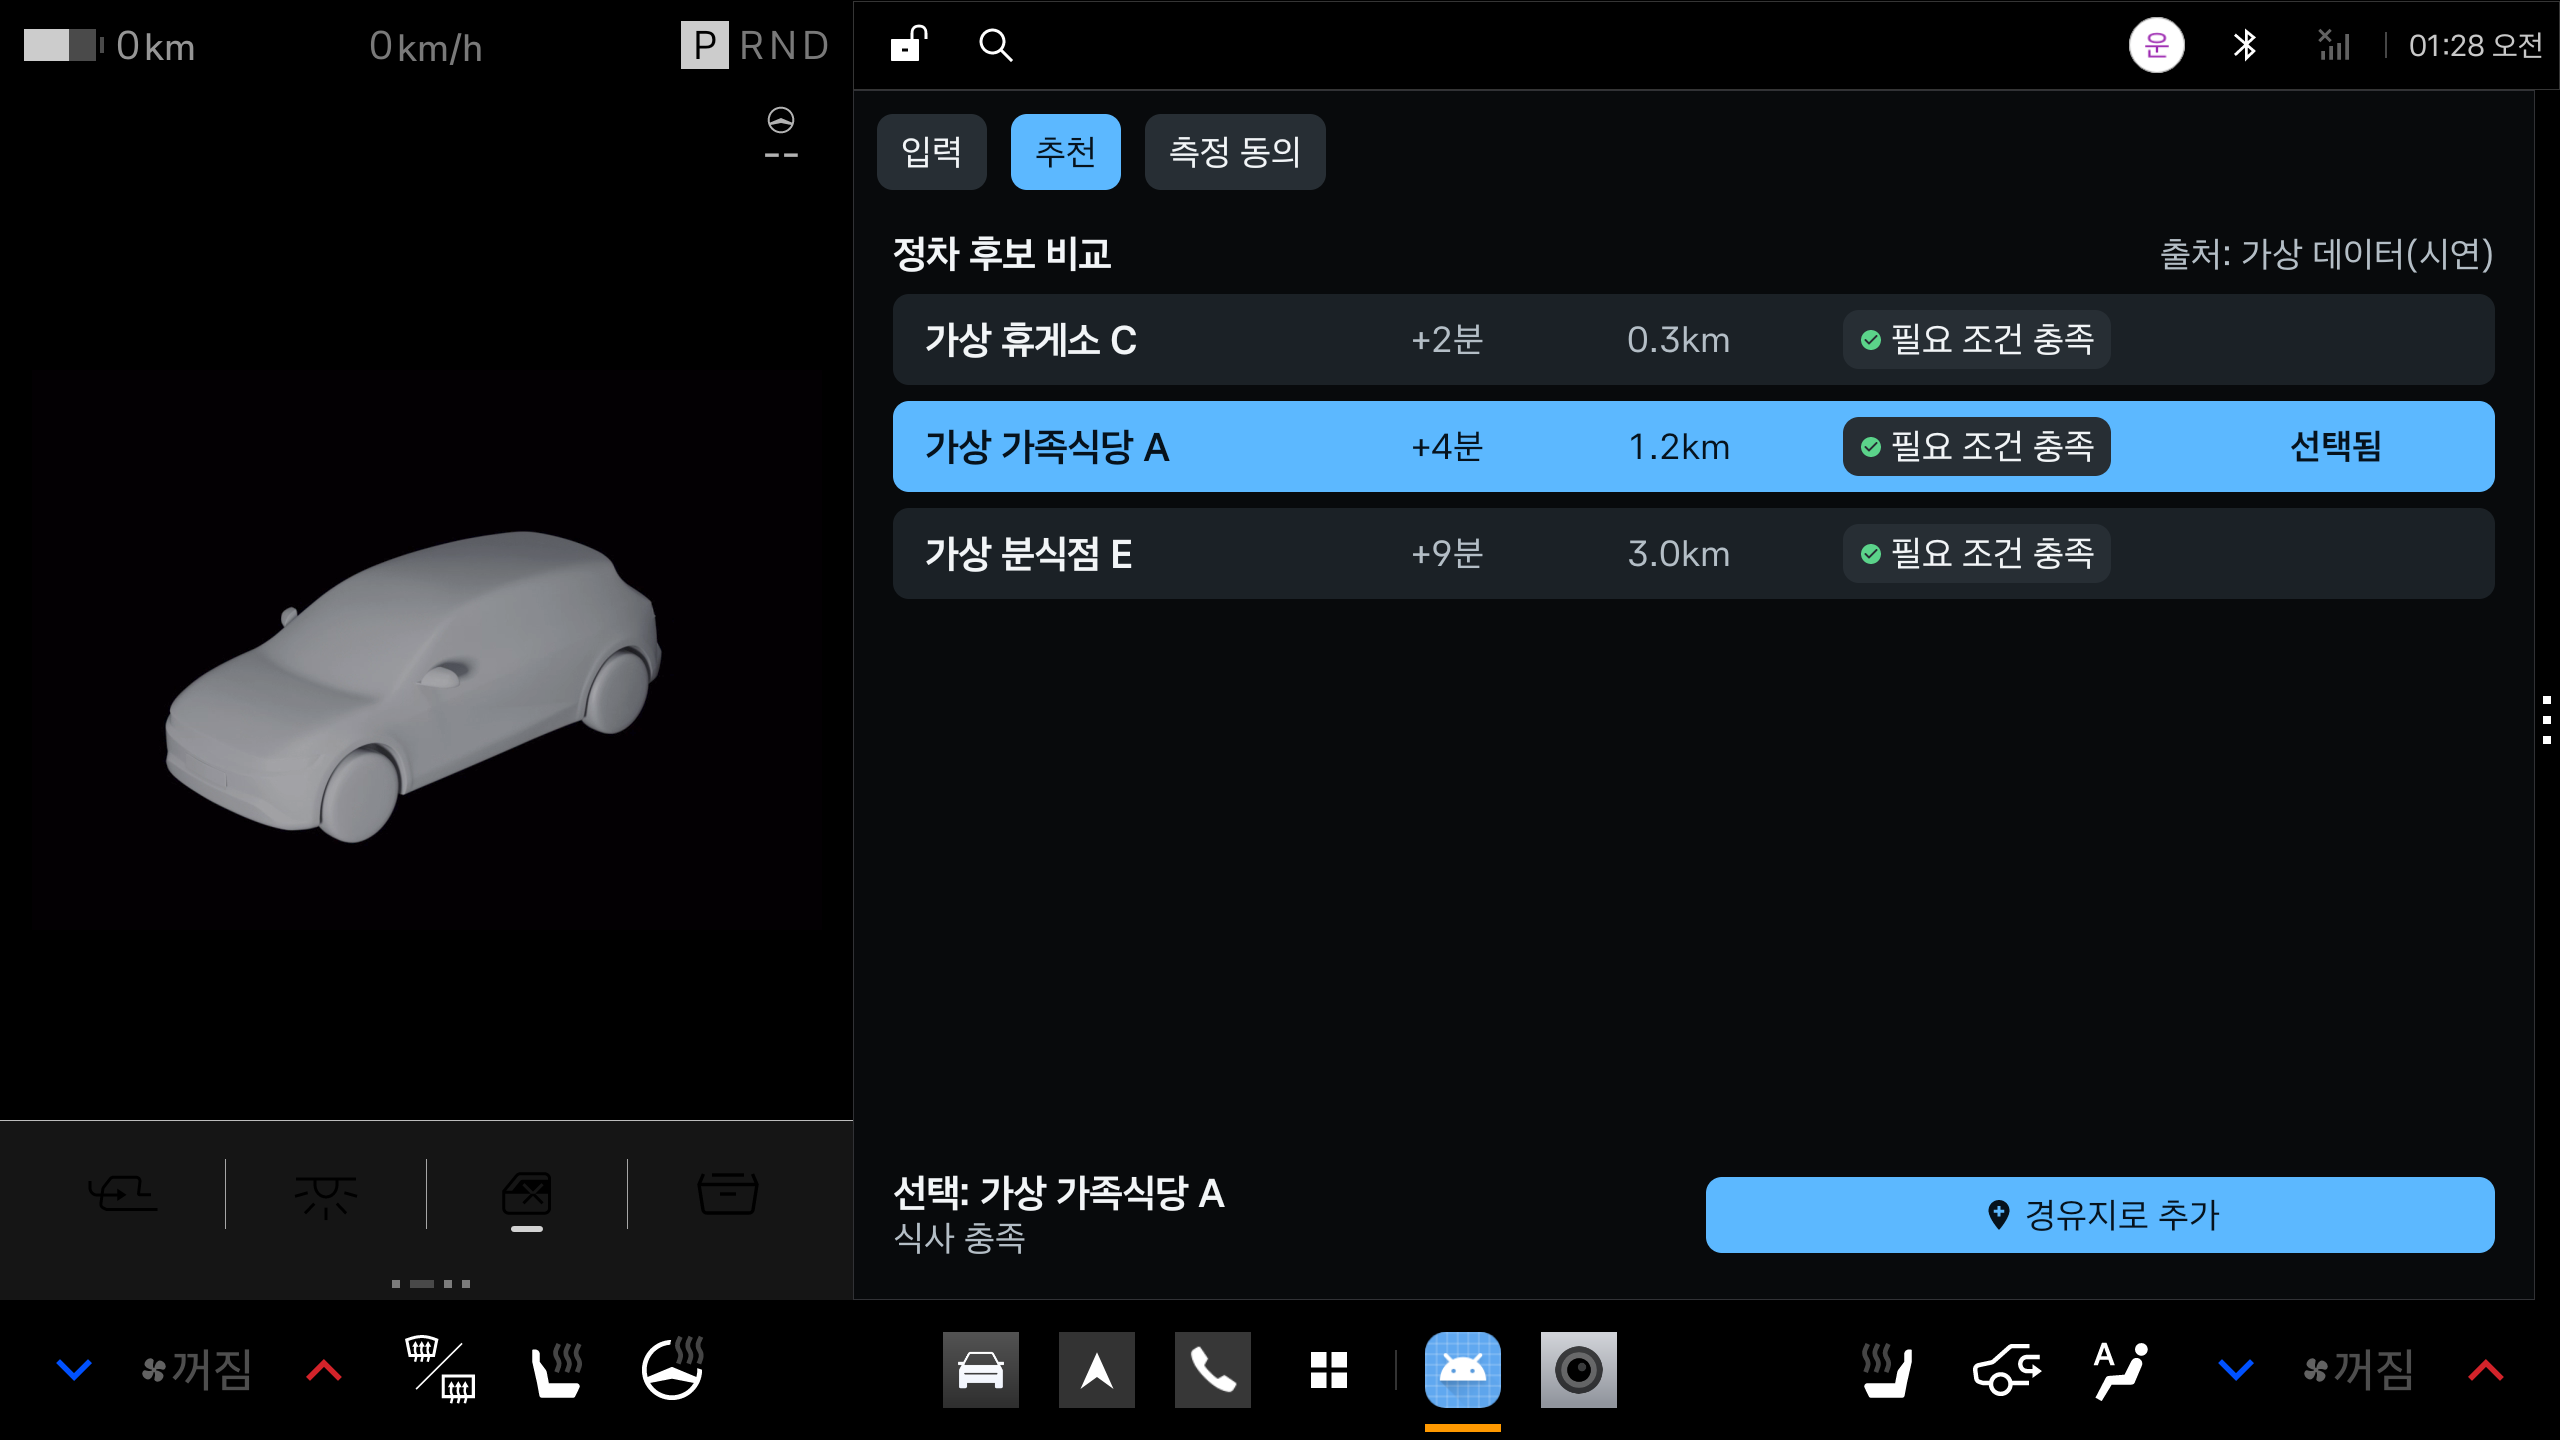 0km
0km/h
P R N D
--
운
01:28 오전
입력
추천
측정 동의
정차 후보 비교
출처: 가상 데이터(시연)
가상 휴게소 C +2분 0.3km 필요 조건 충족
가상 가족식당 A +4분 1.2km 필요 조건 충족 선택됨
가상 분식점 E +9분 3.0km 필요 조건 충족
선택: 가상 가족식당 A
식사 충족
경유지로 추가
꺼짐
A
꺼짐